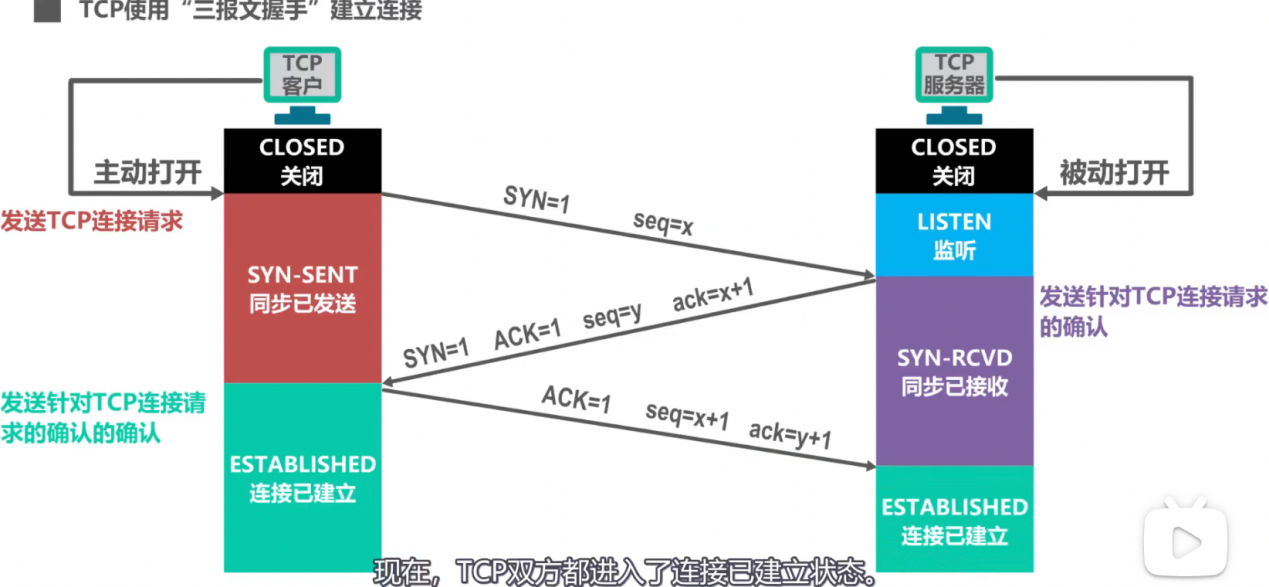 TCP使用“三报文握手”建立连接
TCP
客户
TCP
服务器
CLOSED
关闭
CLOSED
关闭
主动打开
被动打开
发送TCP连接请求
SYN=1 seq=x
LISTEN
监听
SYN-SENT
同步已发送
SYN=1 ACK=1 seq=y ack=x+1
发送针对TCP连接请求
的确认
SYN-RCVD
同步已接收
发送针对TCP连接请
求的确认的确认
ACK=1 seq=x+1 ack=y+1
ESTABLISHED
连接已建立
ESTABLISHED
连接已建立
现在，TCP双方都进入了连接已建立状态。